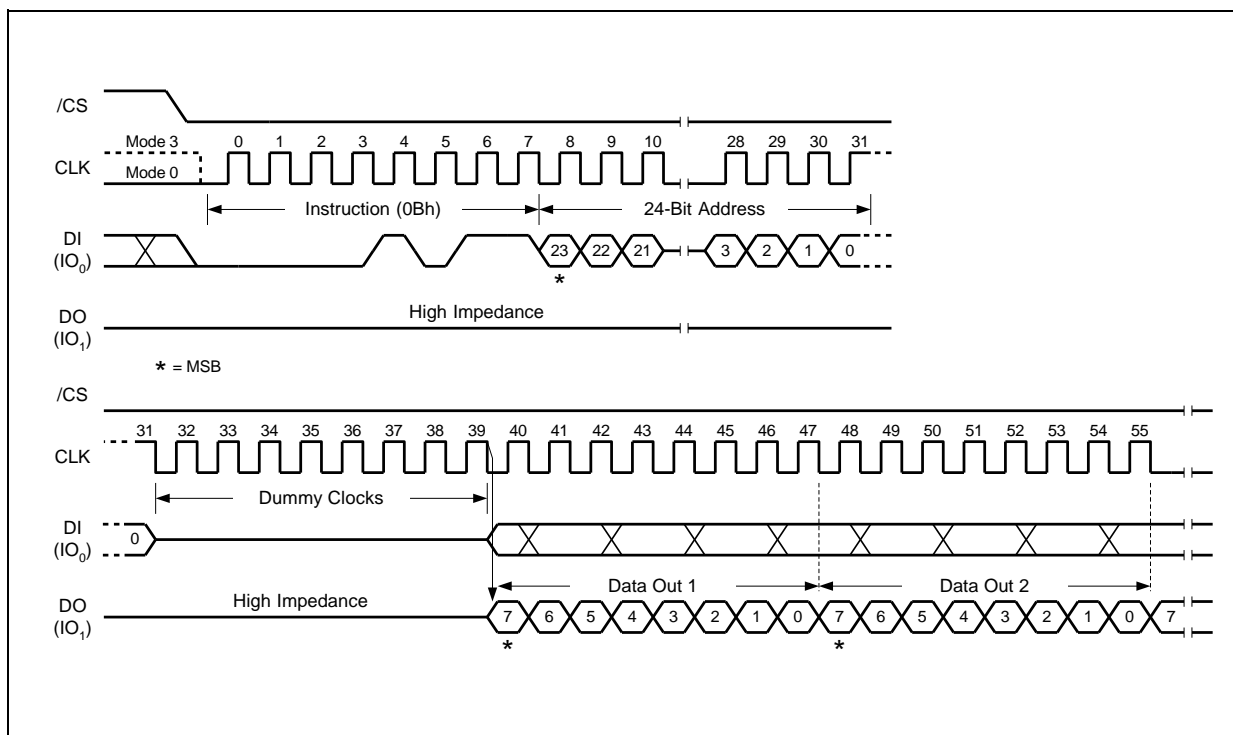 /CS
Mode 3 0 1 2 3 4 5 6 7 8 9 10 28 29 30 31
CLK
Mode 0
Instruction (0Bh) 24-Bit Address
DI
(IO0) 23 22 21 3 2 1 0
*
High Impedance
DO
(IO1)
* = MSB
/CS
31 32 33 34 35 36 37 38 39 40 41 42 43 44 45 46 47 48 49 50 51 52 53 54 55
CLK
Dummy Clocks
DI
(IO0) 0
Data Out 1 Data Out 2
High Impedance
DO
(IO1) 7 6 5 4 3 2 1 0 7 6 5 4 3 2 1 0 7
* *